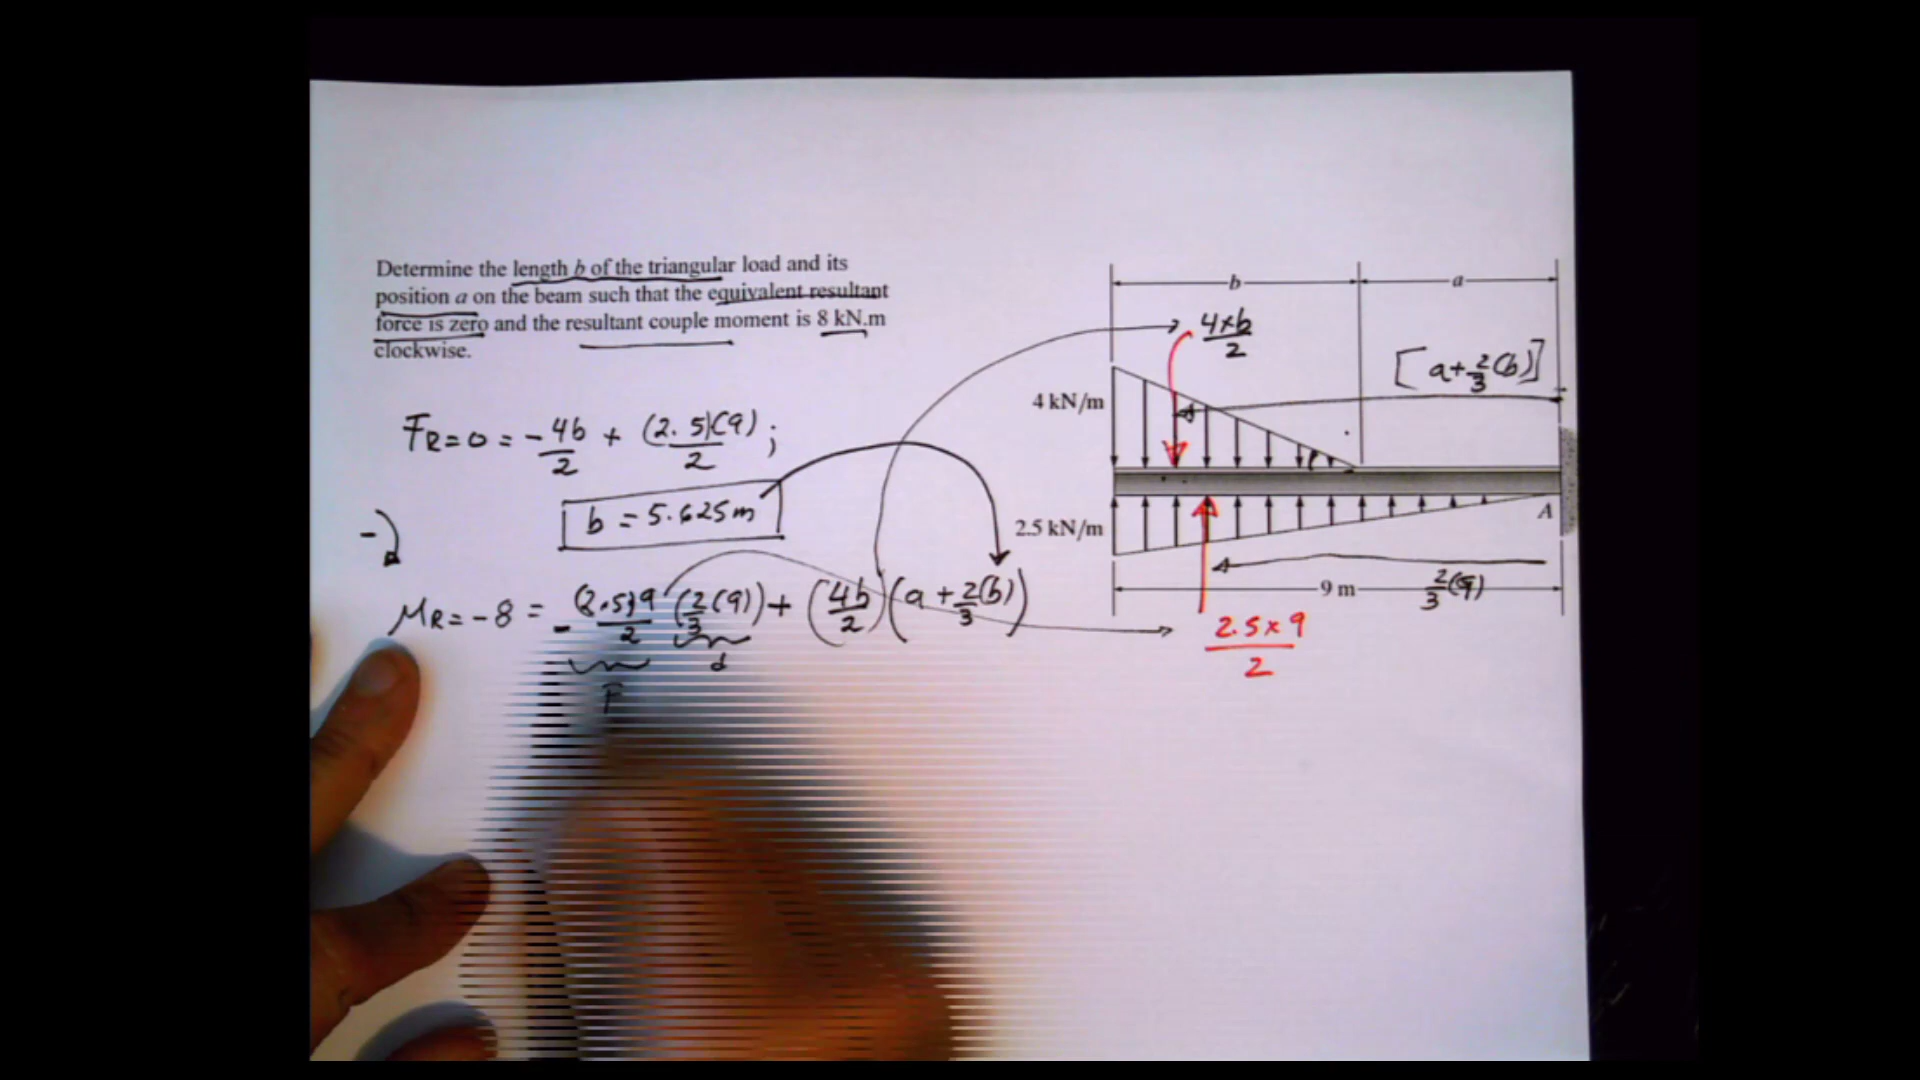 Determine the length b of the triangular load and its
position a on the beam such that the equivalent resultant
force is zero and the resultant couple moment is 8 kN.m
clockwise.
b
a
4×b/2
[a+2/3(b)]
4 kN/m
FR=0 = -4b/2 + (2.5)(9)/2 ;
b = 5.625m
2.5 kN/m
A
9 m
2/3(9)
MR=-8 = -(2.5)9/2 (2/3(9)) + (4b/2)(a+2/3(b))
2.5×9/2
d
F